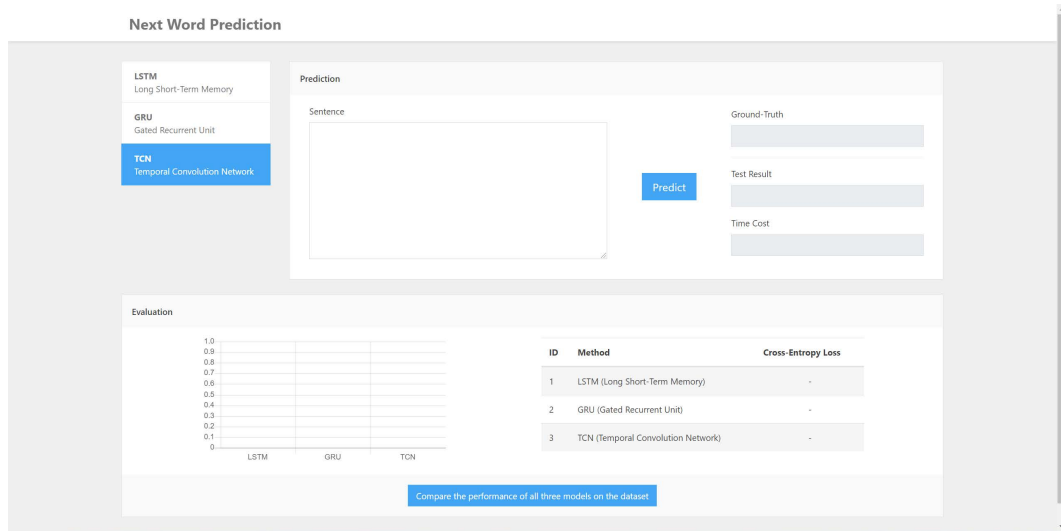 Next Word Prediction
LSTM
Long Short-Term Memory
GRU
Gated Recurrent Unit
TCN
Temporal Convolution Network
Prediction
Sentence
Predict
Ground-Truth
Test Result
Time Cost
Evaluation
1.0
0.9
0.8
0.7
0.6
0.5
0.4
0.3
0.2
0.1
0
LSTM GRU TCN
ID Method Cross-Entropy Loss
1 LSTM (Long Short-Term Memory) -
2 GRU (Gated Recurrent Unit) -
3 TCN (Temporal Convolution Network) -
Compare the performance of all three models on the dataset